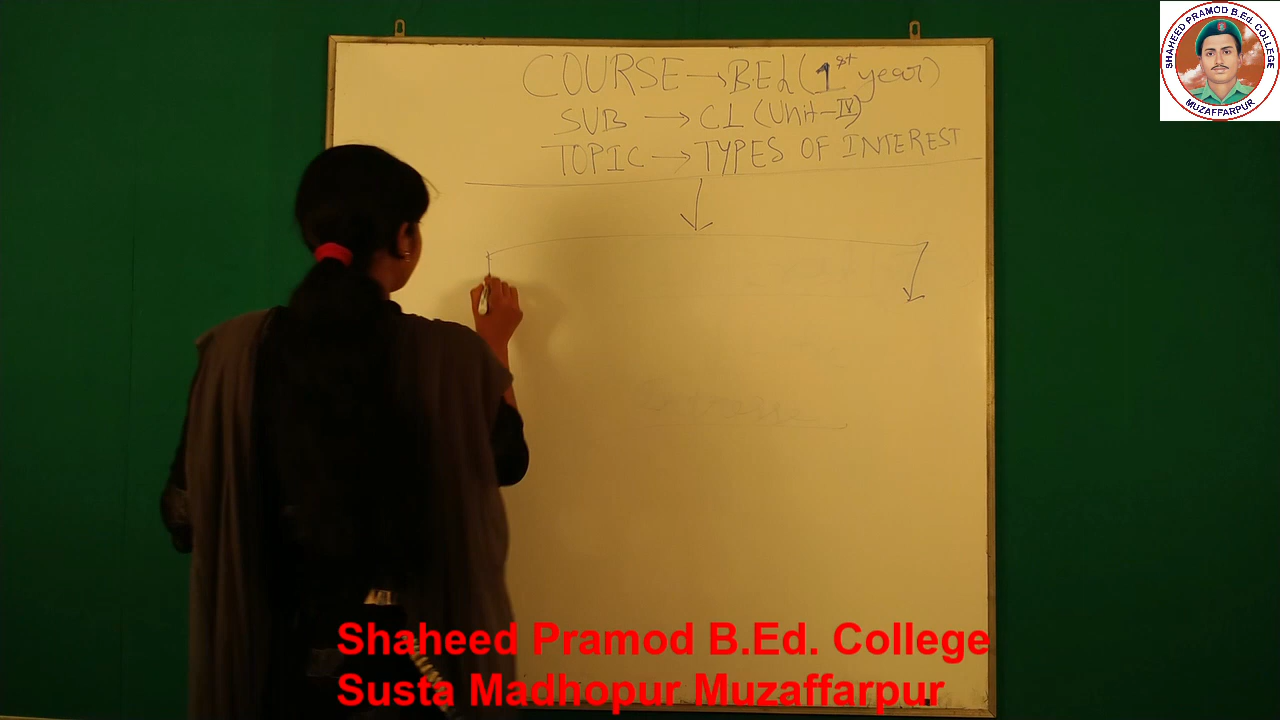 COURSE → B.Ed (1st year)
SUB → C1 (Unit-IV)
TOPIC → TYPES OF INTEREST
SHAHEED PRAMOD B.Ed. COLLEGE
MUZAFFARPUR
Shaheed Pramod B.Ed. College
Susta Madhopur Muzaffarpur